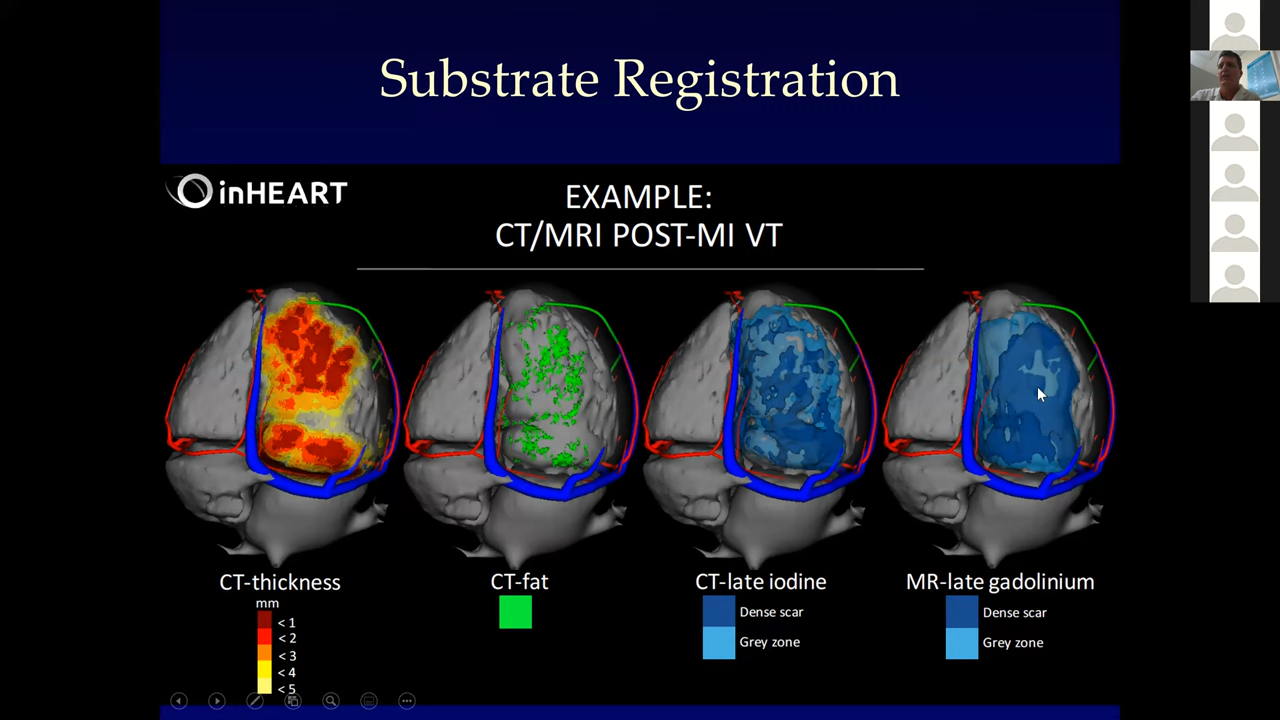 Substrate Registration
inHEART
EXAMPLE:
CT/MRI POST-MI VT
CT-thickness
mm
< 1
< 2
< 3
< 4
< 5
CT-fat
CT-late iodine
Dense scar
Grey zone
MR-late gadolinium
Dense scar
Grey zone